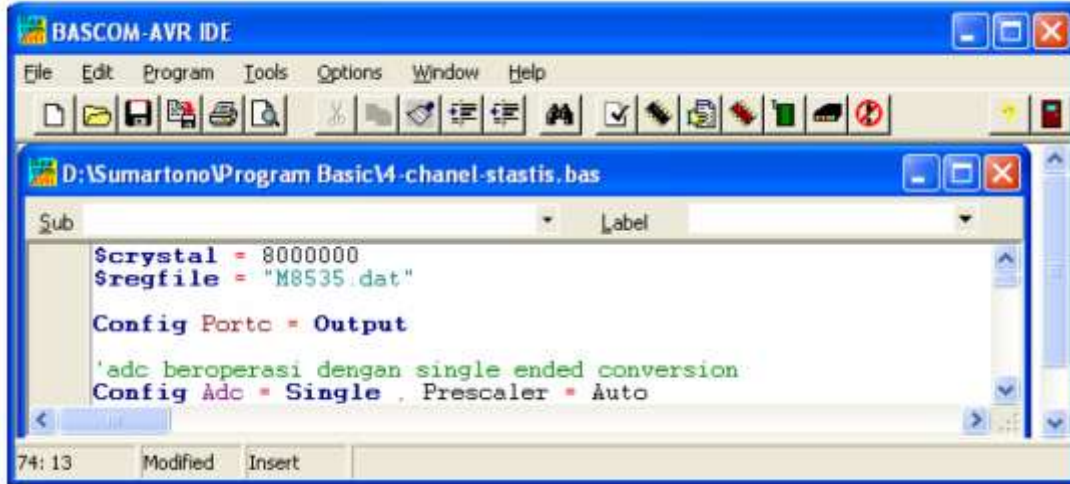 BASCOM-AVR IDE
File Edit Program Tools Options Window Help
D:\Sumartono\Program Basic\4-chanel-stastis.bas
Sub Label
$crystal = 8000000
$regfile = "M8535.dat"
Config Portc = Output
'adc beroperasi dengan single ended conversion
Config Adc = Single , Prescaler = Auto
74: 13 Modified Insert